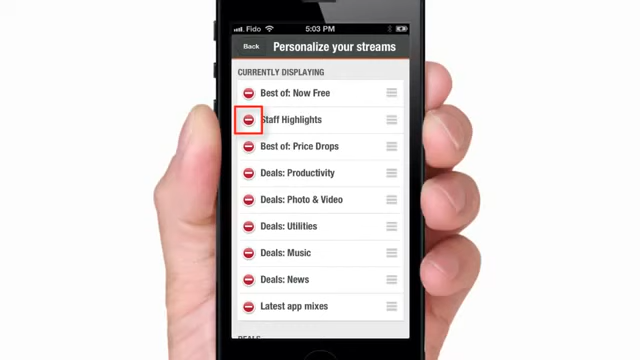 Fido 5:03 PM
Back Personalize your streams
CURRENTLY DISPLAYING
Best of: Now Free
Staff Highlights
Best of: Price Drops
Deals: Productivity
Deals: Photo & Video
Deals: Utilities
Deals: Music
Deals: News
Latest app mixes
DEALS